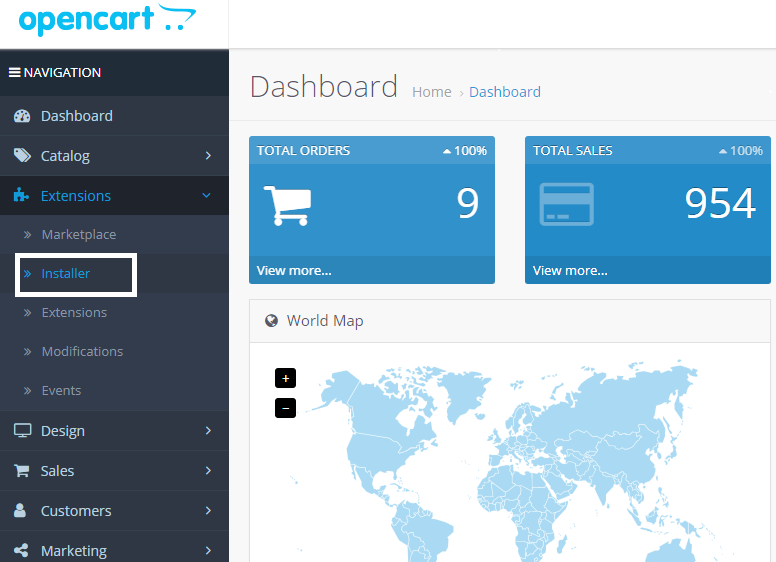 opencart
NAVIGATION
Dashboard
Catalog
Extensions
Marketplace
Installer
Extensions
Modifications
Events
Design
Sales
Customers
Marketing
Dashboard Home › Dashboard
TOTAL ORDERS 100%
9
View more...
TOTAL SALES 100%
954
View more...
World Map
+
−